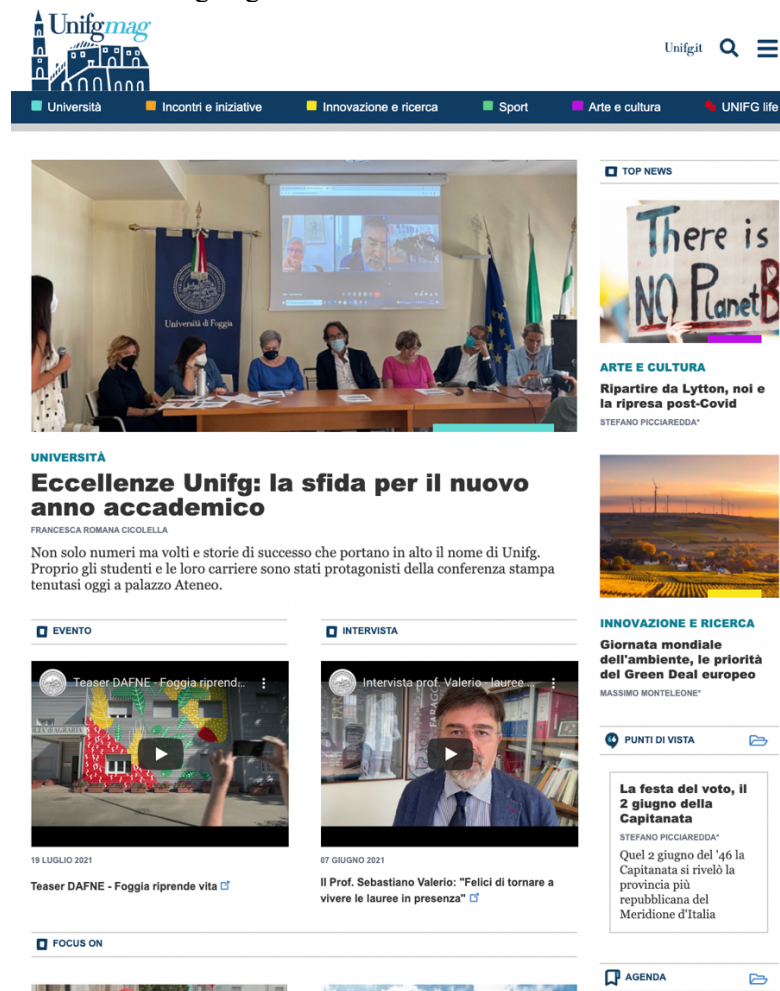 Unifgmag
Unifg.it
Università
Incontri e iniziative
Innovazione e ricerca
Sport
Arte e cultura
UNIFG life
Università di Foggia
UNIVERSITÀ
Eccellenze Unifg: la sfida per il nuovo
anno accademico
FRANCESCA ROMANA CICOLELLA
Non solo numeri ma volti e storie di successo che portano in alto il nome di Unifg.
Proprio gli studenti e le loro carriere sono stati protagonisti della conferenza stampa
tenutasi oggi a palazzo Ateneo.
EVENTO
Teaser DAFNE - Foggia riprend...
19 LUGLIO 2021
Teaser DAFNE - Foggia riprende vita
INTERVISTA
Intervista prof. Valerio - lauree ...
07 GIUGNO 2021
Il Prof. Sebastiano Valerio: "Felici di tornare a
vivere le lauree in presenza"
FOCUS ON
TOP NEWS
There is
NO Planet B
ARTE E CULTURA
Ripartire da Lytton, noi e
la ripresa post-Covid
STEFANO PICCIAREDDA*
INNOVAZIONE E RICERCA
Giornata mondiale
dell'ambiente, le priorità
del Green Deal europeo
MASSIMO MONTELEONE*
PUNTI DI VISTA
La festa del voto, il
2 giugno della
Capitanata
STEFANO PICCIAREDDA*
Quel 2 giugno del '46 la
Capitanata si rivelò la
provincia più
repubblicana del
Meridione d'Italia
AGENDA